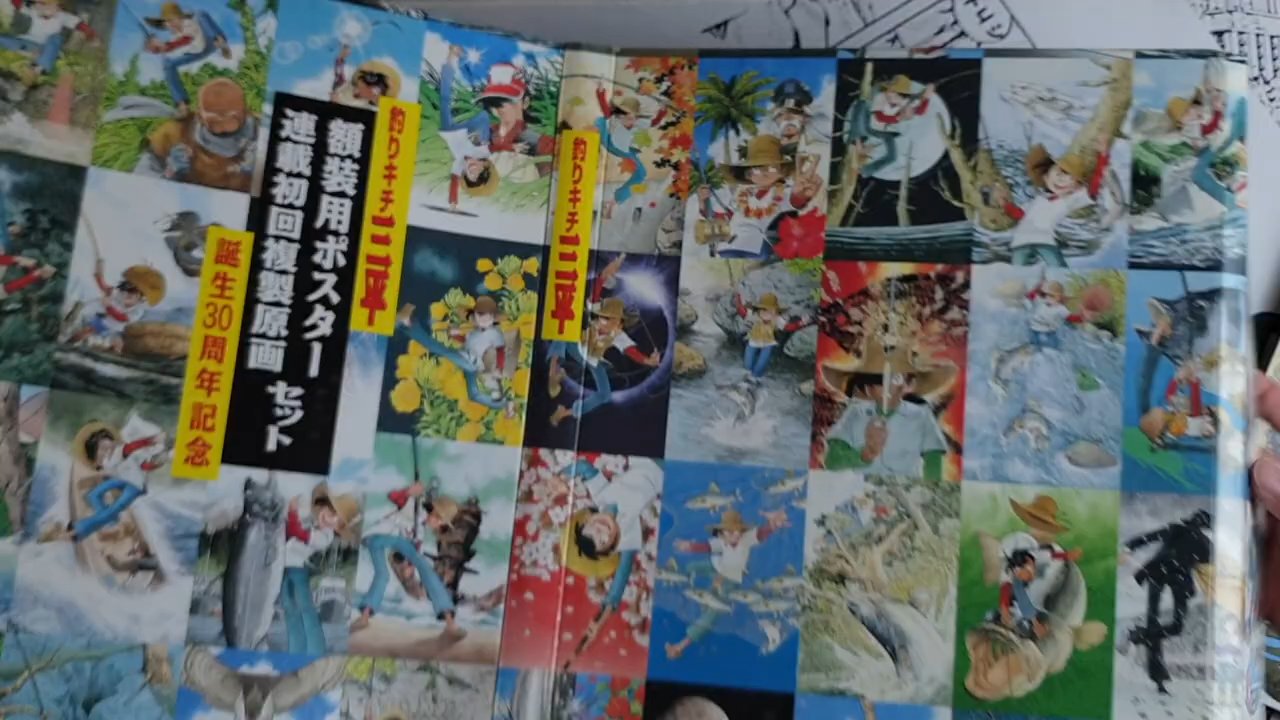 釣りキチ三平
額装用ポスター
連載初回複製原画 セット
誕生30周年記念
釣りキチ三平